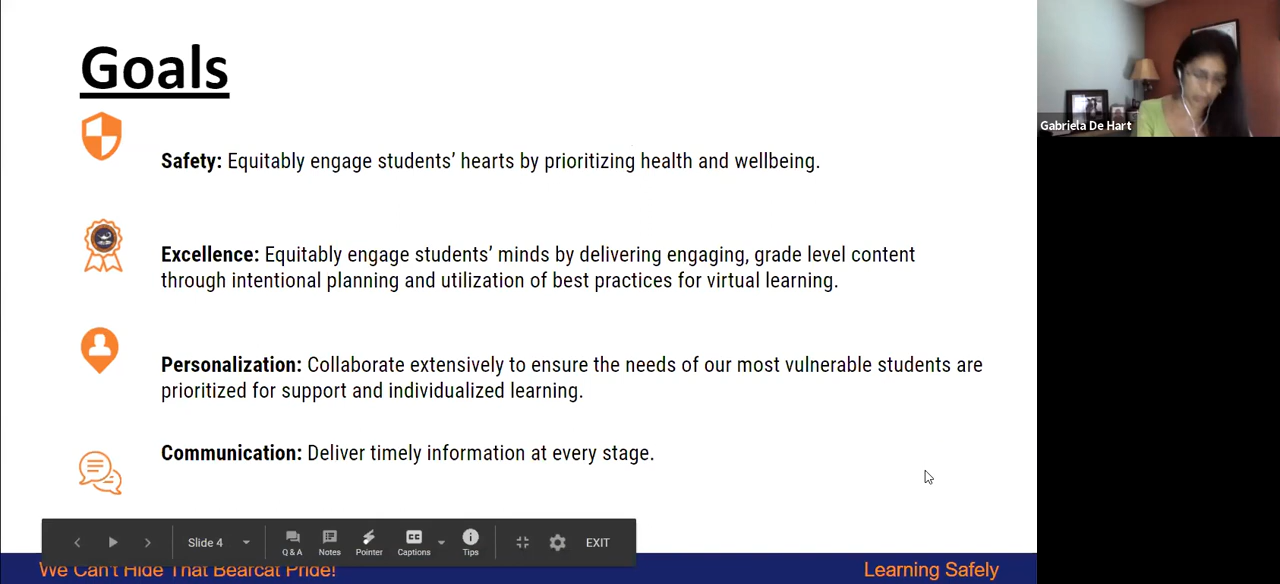 Goals
Safety: Equitably engage students’ hearts by prioritizing health and wellbeing.
Excellence: Equitably engage students’ minds by delivering engaging, grade level content
through intentional planning and utilization of best practices for virtual learning.
Personalization: Collaborate extensively to ensure the needs of our most vulnerable students are
prioritized for support and individualized learning.
Communication: Deliver timely information at every stage.
Slide 4
Q & A
Notes
Pointer
CC
Captions
Tips
EXIT
We Can't Hide That Bearcat Pride!
Learning Safely
Gabriela De Hart